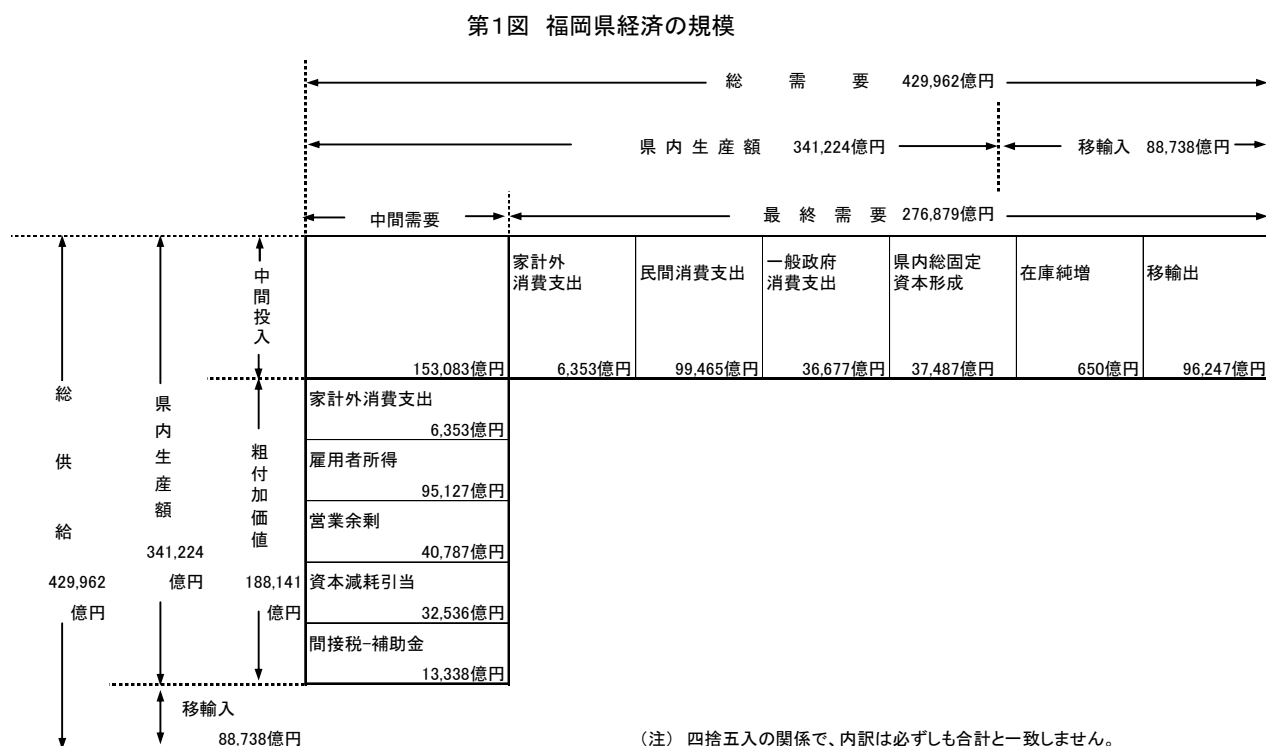 第1図 福岡県経済の規模
総 需 要 429,962億円
県 内 生 産 額 341,224億円
移輸入 88,738億円
中間需要
最 終 需 要 276,879億円
中間投入
153,083億円
家計外
消費支出
6,353億円
民間消費支出
99,465億円
一般政府
消費支出
36,677億円
県内総固定
資本形成
37,487億円
在庫純増
650億円
移輸出
96,247億円
総供給
429,962
億円
県内生産額
341,224
億円
粗付加価値
188,141
億円
家計外消費支出
6,353億円
雇用者所得
95,127億円
営業余剰
40,787億円
資本減耗引当
32,536億円
間接税-補助金
13,338億円
移輸入
88,738億円
(注) 四捨五入の関係で、内訳は必ずしも合計と一致しません。